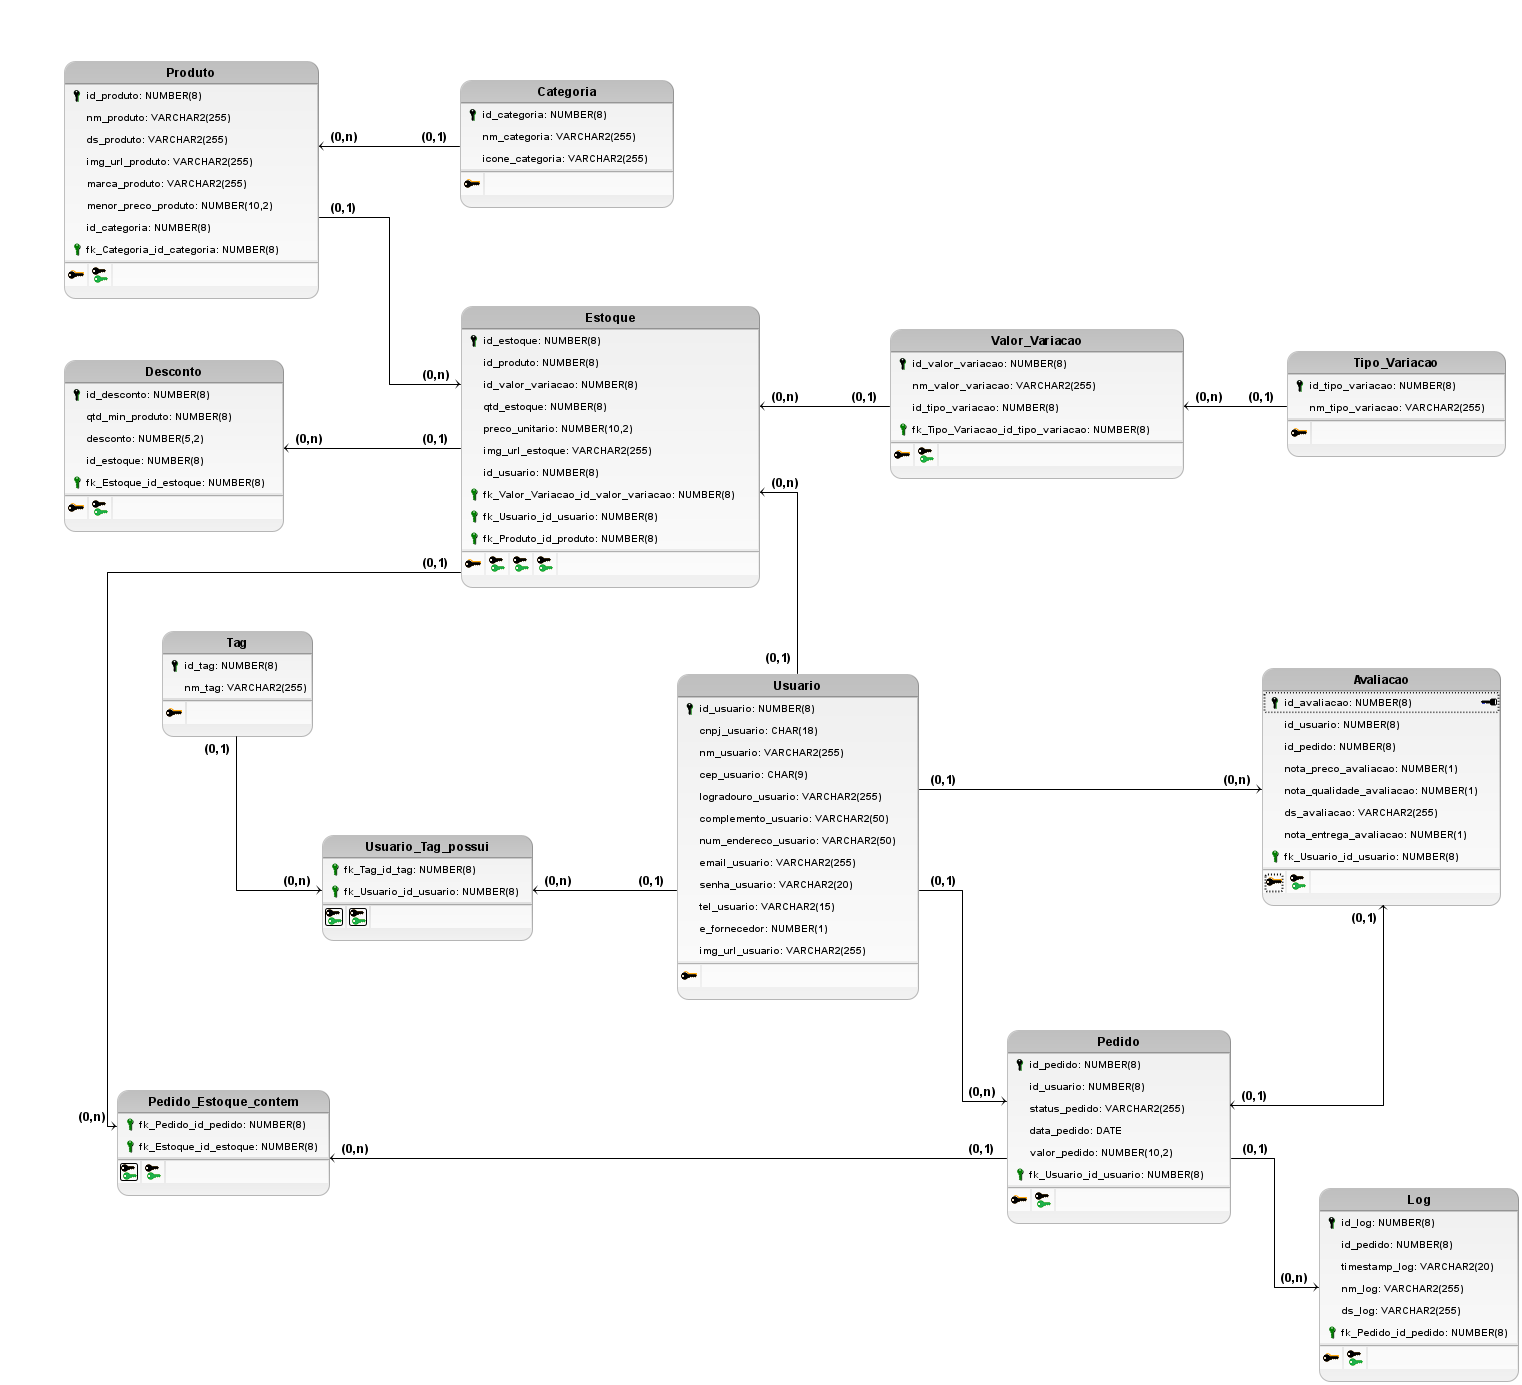 Produto
id_produto: NUMBER(8)
nm_produto: VARCHAR2(255)
ds_produto: VARCHAR2(255)
img_url_produto: VARCHAR2(255)
marca_produto: VARCHAR2(255)
menor_preco_produto: NUMBER(10,2)
id_categoria: NUMBER(8)
fk_Categoria_id_categoria: NUMBER(8)
(0,n)
(0,1)
(0,1)
Categoria
id_categoria: NUMBER(8)
nm_categoria: VARCHAR2(255)
icone_categoria: VARCHAR2(255)
Estoque
id_estoque: NUMBER(8)
id_produto: NUMBER(8)
id_valor_variacao: NUMBER(8)
qtd_estoque: NUMBER(8)
preco_unitario: NUMBER(10,2)
img_url_estoque: VARCHAR2(255)
id_usuario: NUMBER(8)
fk_Valor_Variacao_id_valor_variacao: NUMBER(8)
fk_Usuario_id_usuario: NUMBER(8)
fk_Produto_id_produto: NUMBER(8)
(0,n)
(0,n)
(0,1)
(0,1)
(0,n)
(0,1)
(0,n)
(0,1)
Valor_Variacao
id_valor_variacao: NUMBER(8)
nm_valor_variacao: VARCHAR2(255)
id_tipo_variacao: NUMBER(8)
fk_Tipo_Variacao_id_tipo_variacao: NUMBER(8)
(0,n)
(0,1)
Tipo_Variacao
id_tipo_variacao: NUMBER(8)
nm_tipo_variacao: VARCHAR2(255)
Desconto
id_desconto: NUMBER(8)
qtd_min_produto: NUMBER(8)
desconto: NUMBER(5,2)
id_estoque: NUMBER(8)
fk_Estoque_id_estoque: NUMBER(8)
Tag
id_tag: NUMBER(8)
nm_tag: VARCHAR2(255)
(0,1)
(0,n)
Usuario_Tag_possui
fk_Tag_id_tag: NUMBER(8)
fk_Usuario_id_usuario: NUMBER(8)
(0,n)
(0,1)
Usuario
id_usuario: NUMBER(8)
cnpj_usuario: CHAR(18)
nm_usuario: VARCHAR2(255)
cep_usuario: CHAR(9)
logradouro_usuario: VARCHAR2(255)
complemento_usuario: VARCHAR2(50)
num_endereco_usuario: VARCHAR2(50)
email_usuario: VARCHAR2(255)
senha_usuario: VARCHAR2(20)
tel_usuario: VARCHAR2(15)
e_fornecedor: NUMBER(1)
img_url_usuario: VARCHAR2(255)
(0,1)
(0,n)
(0,1)
(0,n)
Avaliacao
id_avaliacao: NUMBER(8)
id_usuario: NUMBER(8)
id_pedido: NUMBER(8)
nota_preco_avaliacao: NUMBER(1)
nota_qualidade_avaliacao: NUMBER(1)
ds_avaliacao: VARCHAR2(255)
nota_entrega_avaliacao: NUMBER(1)
fk_Usuario_id_usuario: NUMBER(8)
(0,1)
(0,1)
Pedido
id_pedido: NUMBER(8)
id_usuario: NUMBER(8)
status_pedido: VARCHAR2(255)
data_pedido: DATE
valor_pedido: NUMBER(10,2)
fk_Usuario_id_usuario: NUMBER(8)
(0,n)
Pedido_Estoque_contem
fk_Pedido_id_pedido: NUMBER(8)
fk_Estoque_id_estoque: NUMBER(8)
(0,n)
(0,1)
(0,1)
(0,n)
Log
id_log: NUMBER(8)
id_pedido: NUMBER(8)
timestamp_log: VARCHAR2(20)
nm_log: VARCHAR2(255)
ds_log: VARCHAR2(255)
fk_Pedido_id_pedido: NUMBER(8)